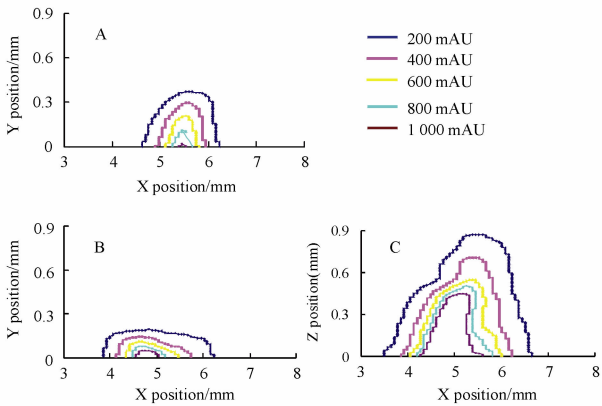 A
Y position/mm
0.9
0.6
0.3
0
3 4 5 6 7 8
X position/mm
200 mAU
400 mAU
600 mAU
800 mAU
1 000 mAU
B
Y position/mm
0.9
0.6
0.3
0
3 4 5 6 7 8
X position/mm
C
Z position(mm)
0.9
0.6
0.3
0
3 4 5 6 7 8
X position/mm